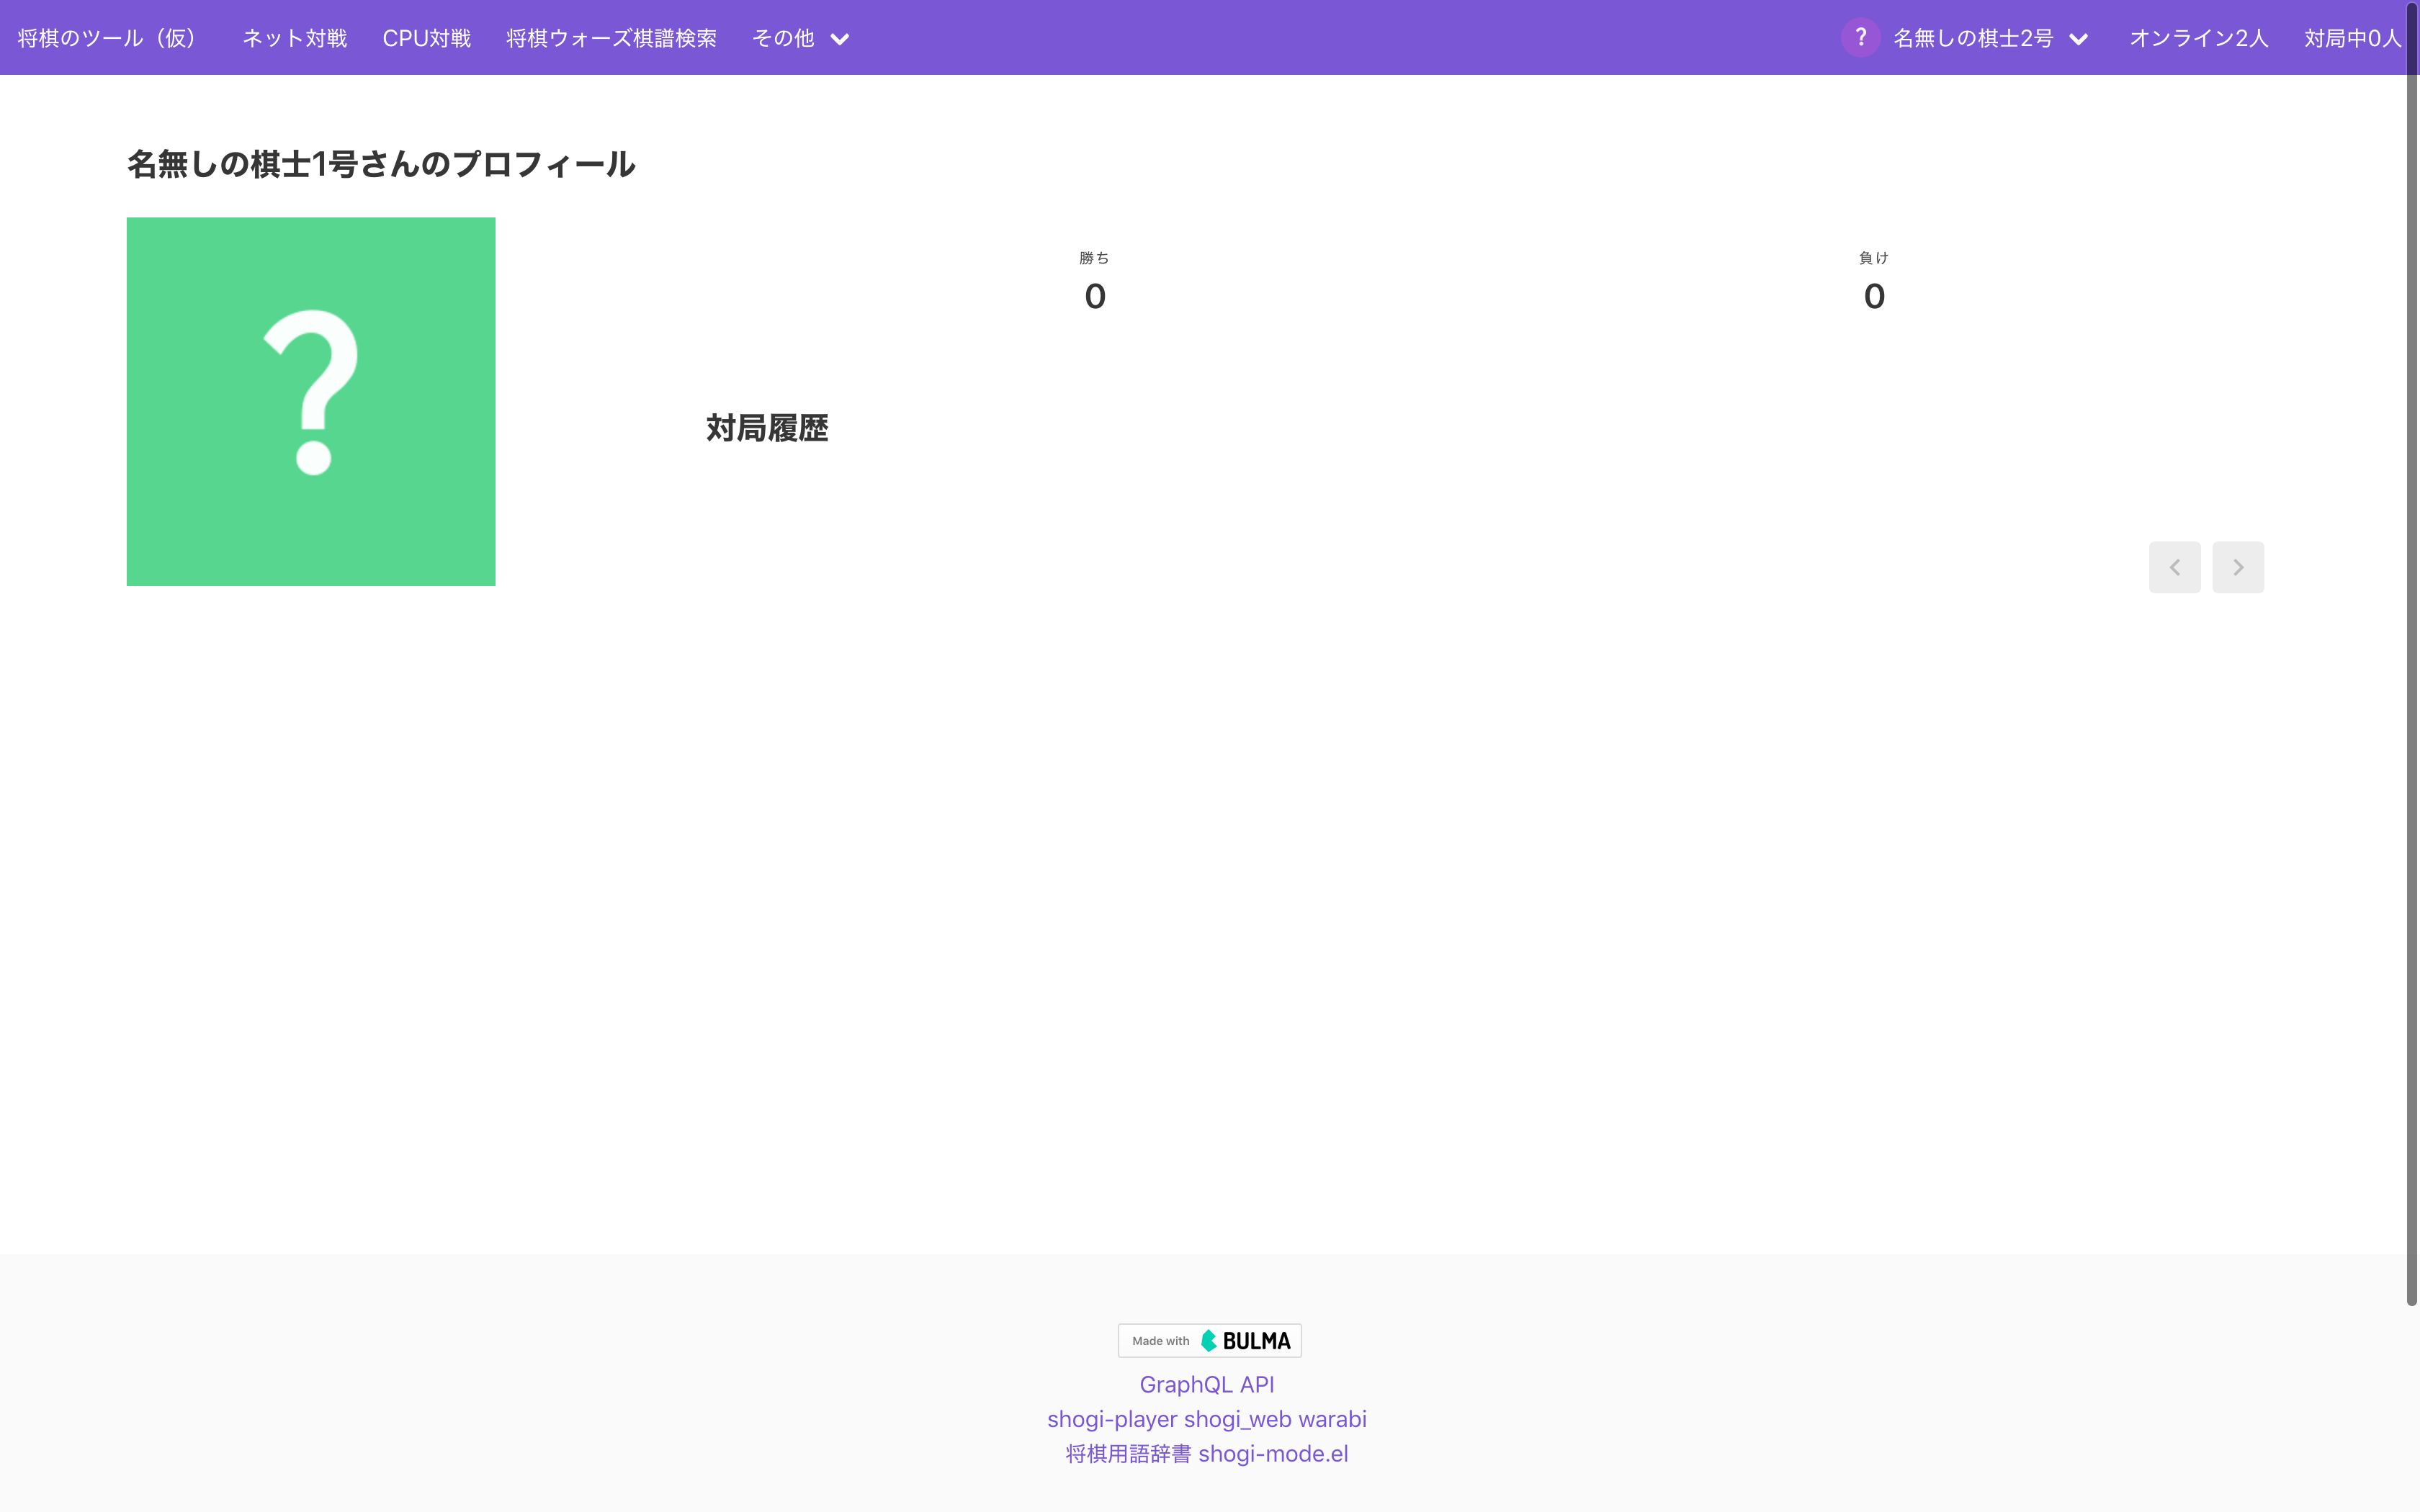 将棋のツール（仮） ネット対戦 CPU対戦 将棋ウォーズ棋譜検索 その他 ? 名無しの棋士2号 オンライン2人 対局中0人
名無しの棋士1号さんのプロフィール
?
勝ち 負け
0 0
対局履歴
Made with BULMA
GraphQL API
shogi-player shogi_web warabi
将棋用語辞書 shogi-mode.el